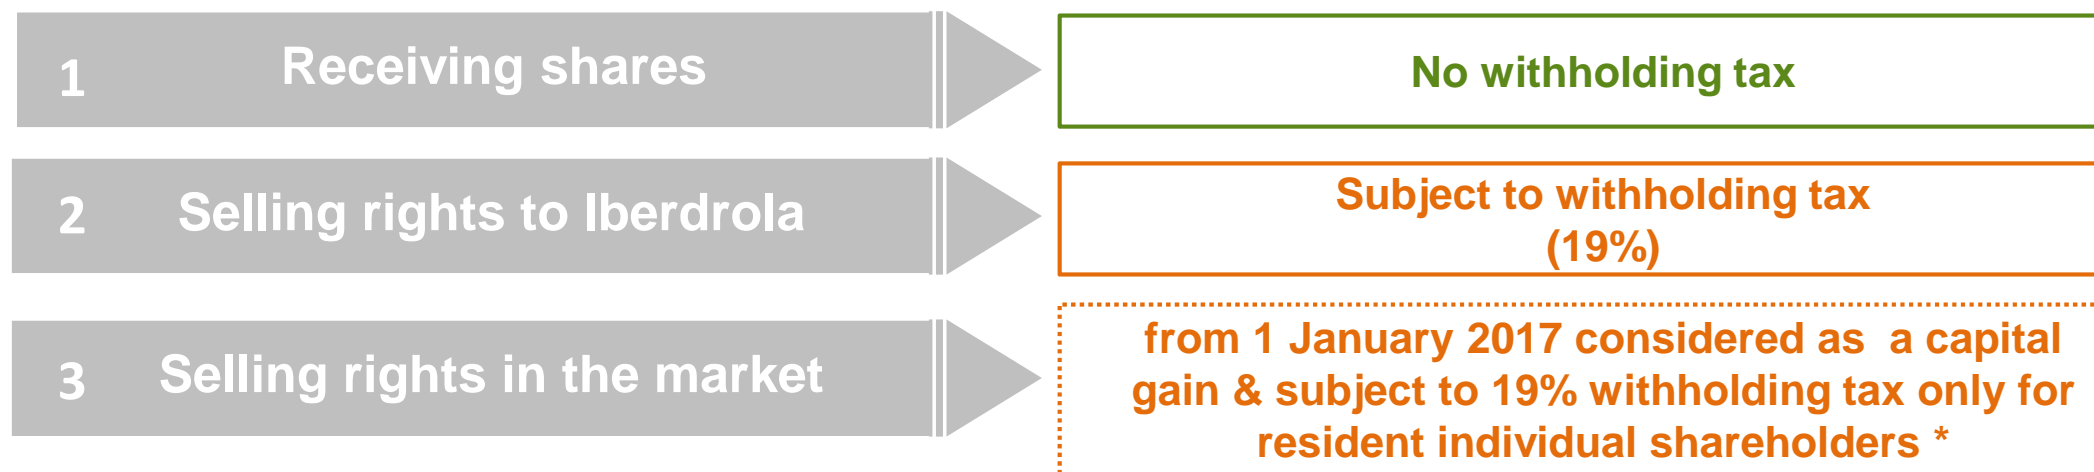 1 Receiving shares
No withholding tax
2 Selling rights to Iberdrola
Subject to withholding tax
(19%)
3 Selling rights in the market
from 1 January 2017 considered as a capital
gain & subject to 19% withholding tax only for
resident individual shareholders *